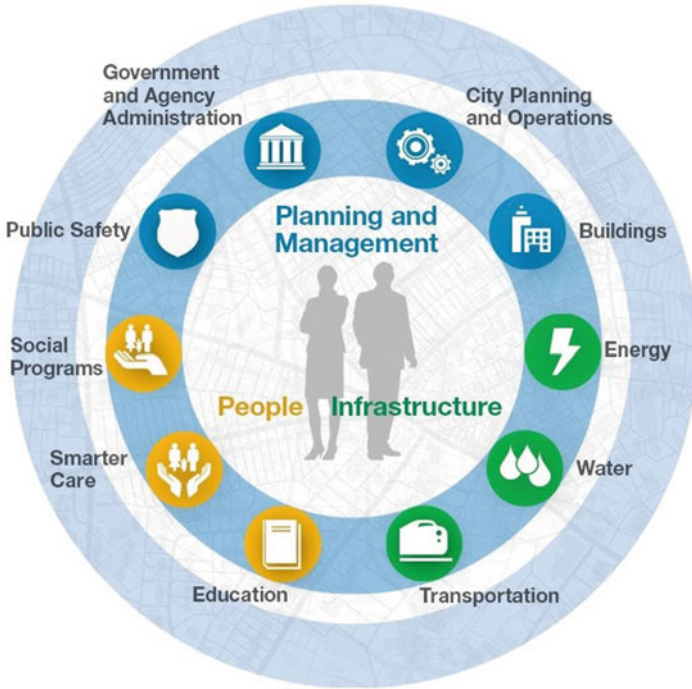 Government
and Agency
Administration
City Planning
and Operations
Public Safety
Planning and
Management
Buildings
Social
Programs
Energy
People
Infrastructure
Smarter
Care
Water
Education
Transportation